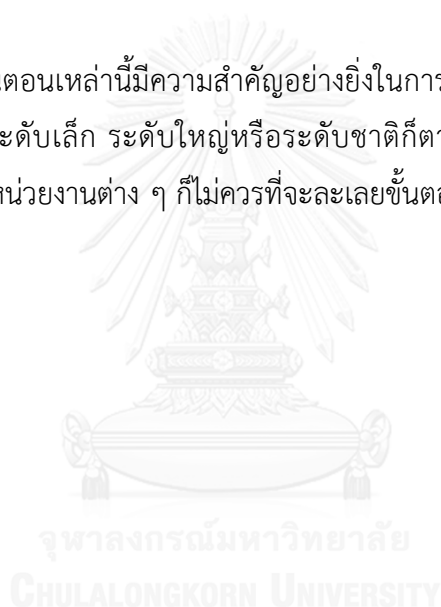 นตอนเหล่านี้มีความสำคัญอย่างยิ่งในการ
ะดับเล็ก ระดับใหญ่หรือระดับชาติก็ตา
หน่วยงานต่าง ๆ ก็ไม่ควรที่จะละเลยขั้นตอ
จุฬาลงกรณ์มหาวิทยาลัย
CHULALONGKORN UNIVERSITY